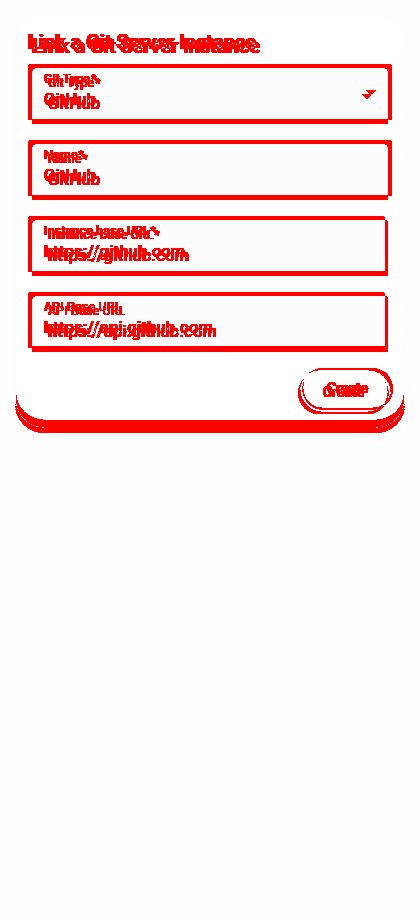 Link a Git Server Instance
Git Type*
GitHub
Name*
GitHub
Instance base URL*
https://github.com
API Base URL
https://api.github.com
Create